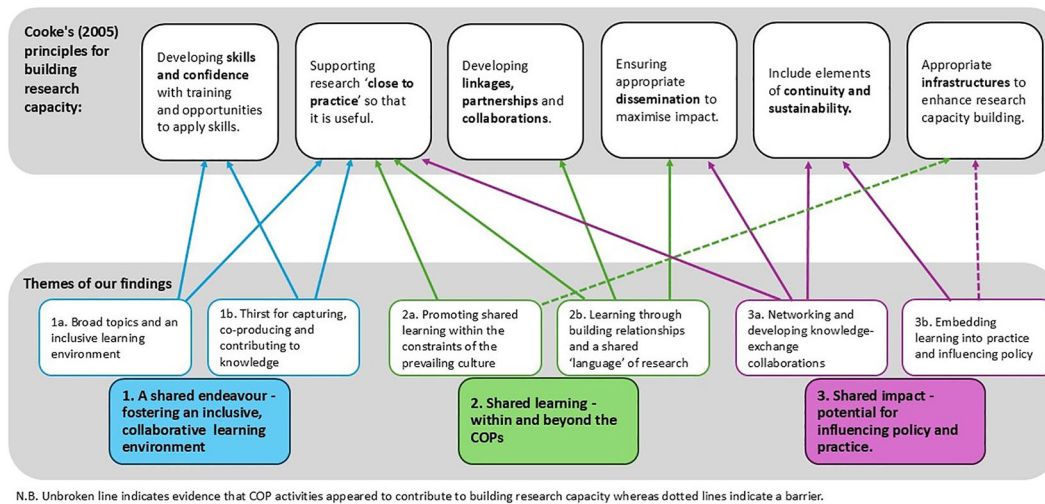 Cooke's (2005)
principles for
building
research
capacity:
Developing skills
and confidence
with training
and opportunities
to apply skills.
Supporting
research 'close to
practice' so that
it is useful.
Developing
linkages,
partnerships and
collaborations.
Ensuring
appropriate
dissemination to
maximise impact.
Include elements
of continuity and
sustainability.
Appropriate
infrastructures to
enhance research
capacity building.
Themes of our findings
1a. Broad topics and an
inclusive learning
environment
1b. Thirst for capturing,
co-producing and
contributing to
knowledge
2a. Promoting shared
learning within the
constraints of the
prevailing culture
2b. Learning through
building relationships
and a shared
'language' of research
3a. Networking and
developing knowledge-
exchange
collaborations
3b. Embedding
learning into practice
and influencing policy
1. A shared endeavour -
fostering an inclusive,
collaborative learning
environment
2. Shared learning -
within and beyond the
COPs
3. Shared impact -
potential for
influencing policy and
practice.
N.B. Unbroken line indicates evidence that COP activities appeared to contribute to building research capacity whereas dotted lines indicate a barrier.